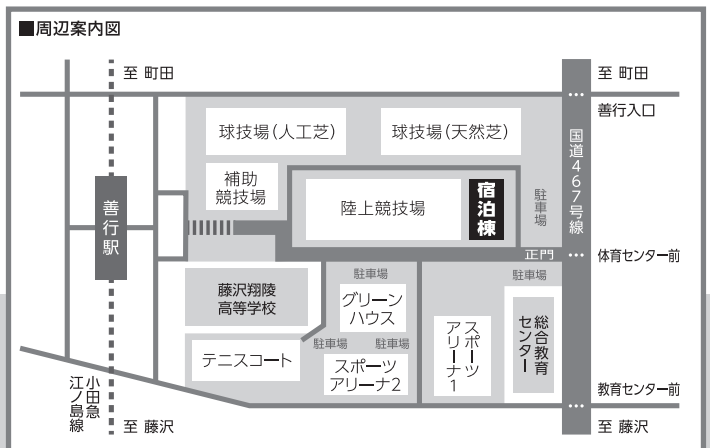 ■周辺案内図
至 町田
至 町田
善行入口
球技場(人工芝)
球技場(天然芝)
国道467号線
補助
競技場
陸上競技場
宿泊棟
駐車場
善行駅
正門
体育センター前
駐車場
駐車場
藤沢翔陵
高等学校
グリーン
ハウス
スポーツ
アリーナ1
総合教育
センター
テニスコート
駐車場
駐車場
スポーツ
アリーナ2
小田急
江ノ島線
教育センター前
至 藤沢
至 藤沢